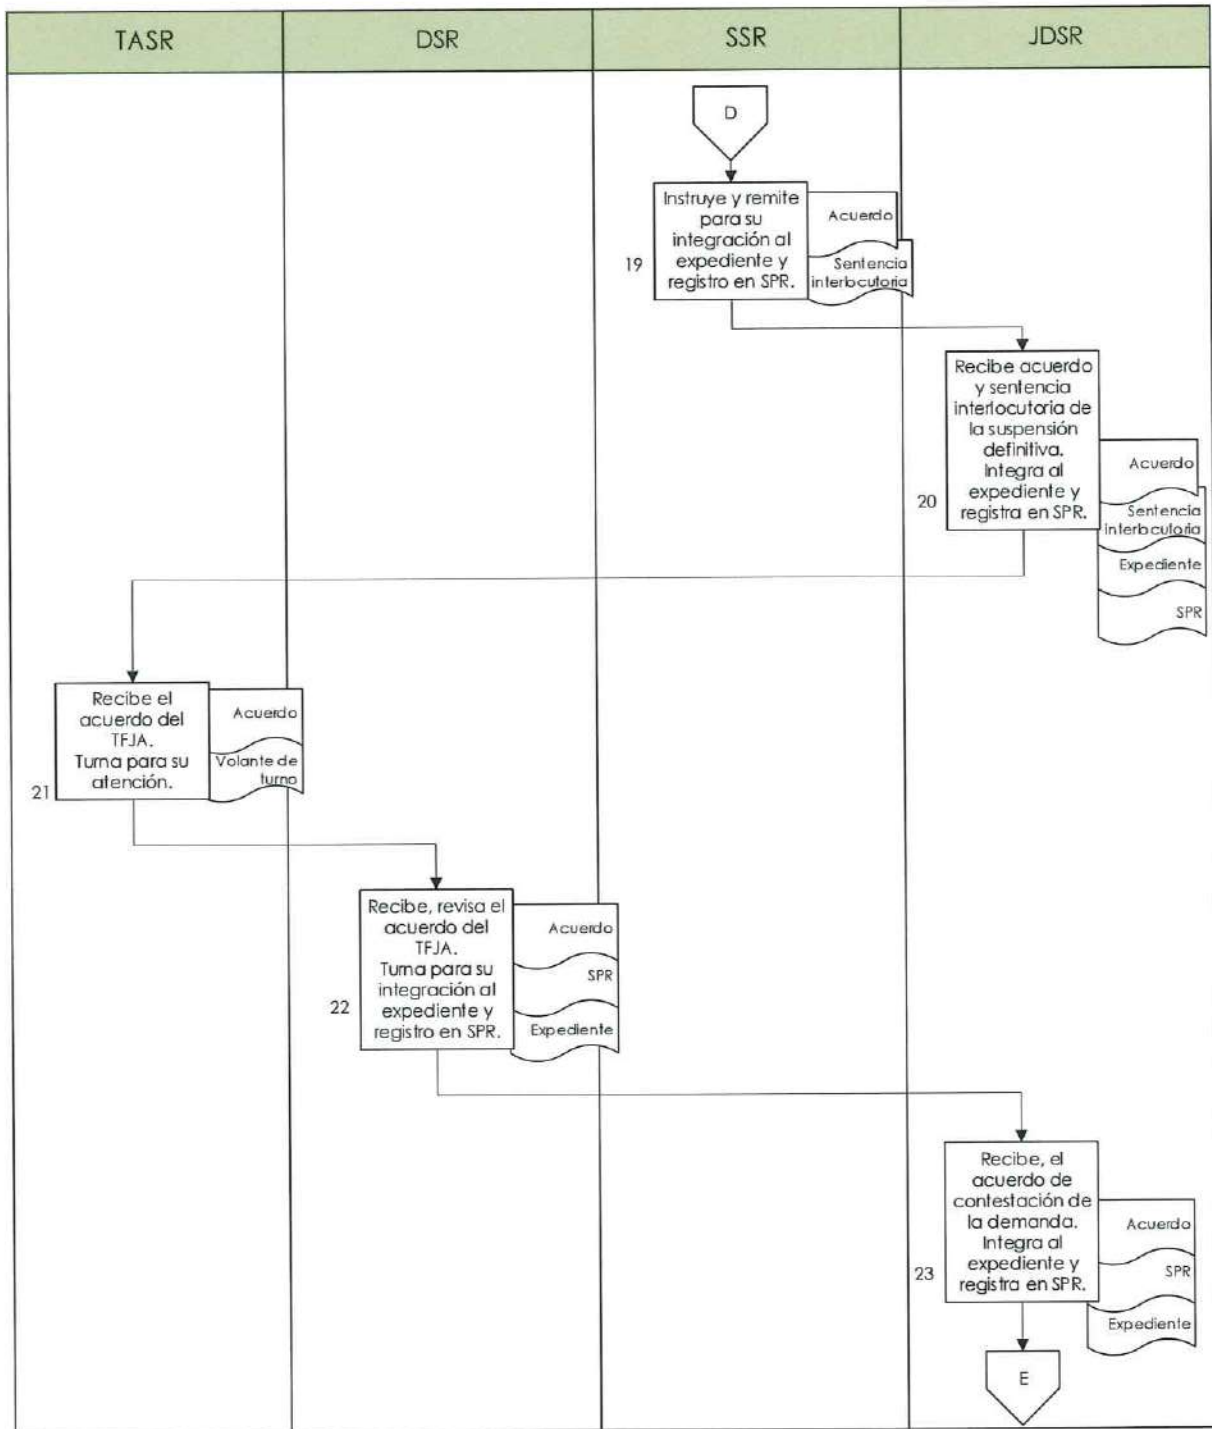 TASR
DSR
SSR
JDSR
D
Instruye y remite
para su
integración al
expediente y
registro en SPR.
19
Acuerdo
Sentencia
interlocutoria
Recibe acuerdo
y sentencia
interlocutoria de
la suspensión
definitiva.
Integra al
expediente y
registra en SPR.
20
Acuerdo
Sentencia
interlocutoria
Expediente
SPR
Recibe el
acuerdo del
TFJA.
Turna para su
atención.
21
Acuerdo
Volante de
turno
Recibe, revisa el
acuerdo del
TFJA.
Turna para su
integración al
expediente y
registro en SPR.
22
Acuerdo
SPR
Expediente
Recibe, el
acuerdo de
contestación de
la demanda.
Integra al
expediente y
registra en SPR.
23
Acuerdo
SPR
Expediente
E